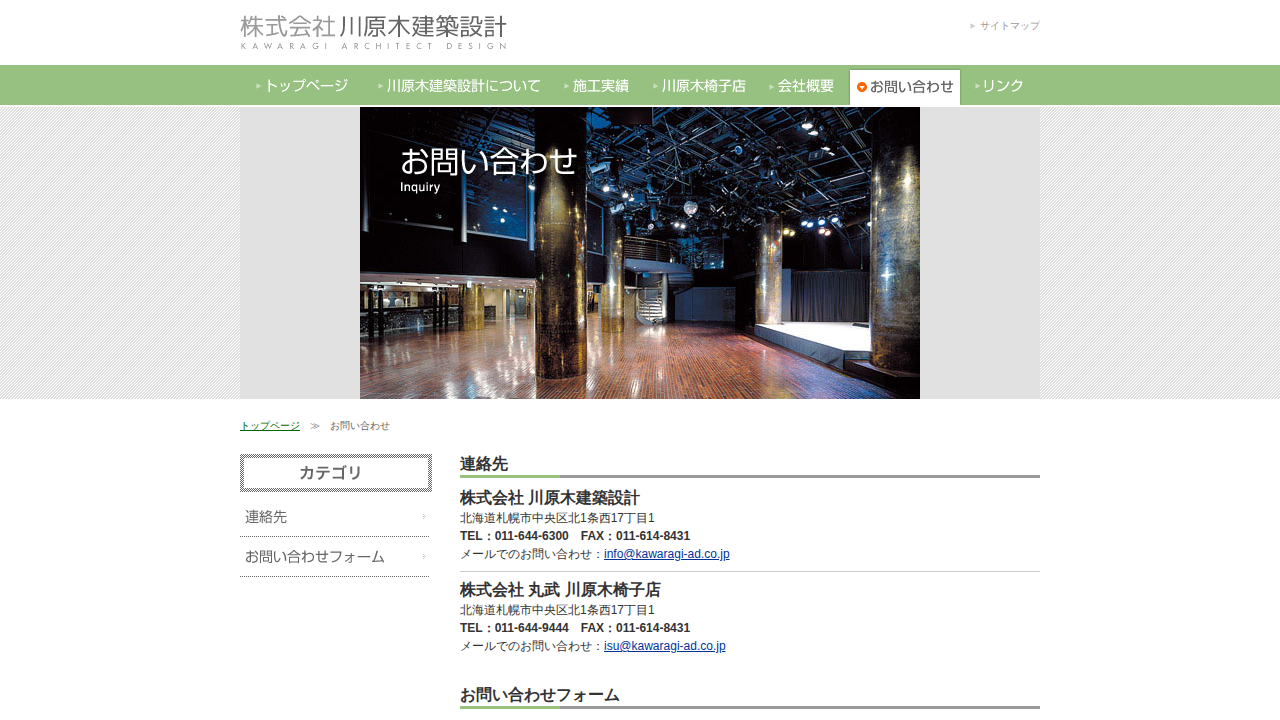 株式会社 川原木建築設計
KAWARAGI ARCHITECT DESIGN
サイトマップ
トップページ 川原木建築設計について 施工実績 川原木椅子店 会社概要 お問い合わせ リンク
お問い合わせ
Inquiry
トップページ ≫ お問い合わせ
カテゴリ
連絡先
お問い合わせフォーム
連絡先
株式会社 川原木建築設計
北海道札幌市中央区北1条西17丁目1
TEL：011-644-6300　FAX：011-614-8431
メールでのお問い合わせ：info@kawaragi-ad.co.jp
株式会社 丸武 川原木椅子店
北海道札幌市中央区北1条西17丁目1
TEL：011-644-9444　FAX：011-614-8431
メールでのお問い合わせ：isu@kawaragi-ad.co.jp
お問い合わせフォーム